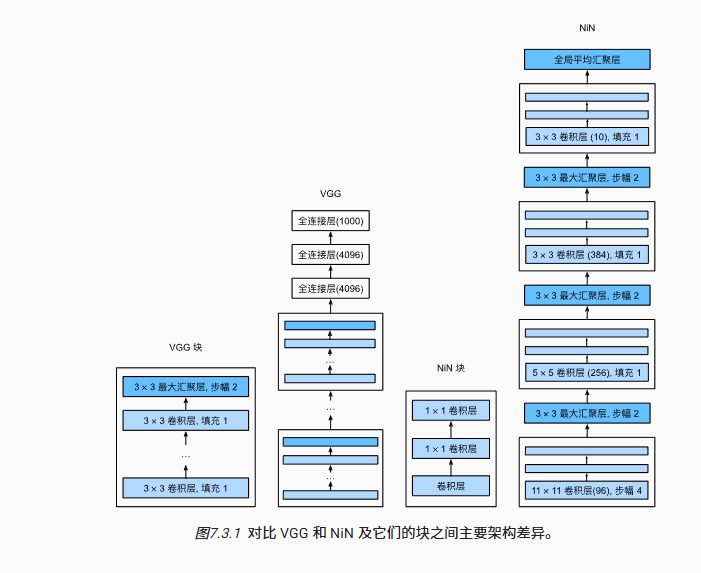 VGG 块
3 × 3 最大汇聚层, 步幅 2
3 × 3 卷积层, 填充 1
...
3 × 3 卷积层, 填充 1
VGG
全连接层(1000)
全连接层(4096)
全连接层(4096)
...
...
...
NiN 块
1 × 1 卷积层
1 × 1 卷积层
卷积层
NiN
全局平均汇聚层
3 × 3 卷积层 (10), 填充 1
3 × 3 最大汇聚层, 步幅 2
3 × 3 卷积层 (384), 填充 1
3 × 3 最大汇聚层, 步幅 2
5 × 5 卷积层 (256), 填充 1
3 × 3 最大汇聚层, 步幅 2
11 × 11 卷积层(96), 步幅 4
图7.3.1 对比 VGG 和 NiN 及它们的块之间主要架构差异。